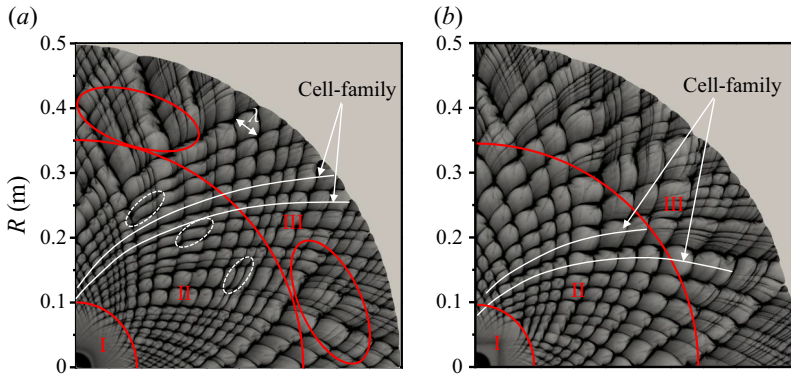 (a)
(b)
0.5
0.4
0.3
0.2
0.1
0
R (m)
Cell-family
λ
I
II
III
0.5
0.4
0.3
0.2
0.1
0
Cell-family
I
II
III